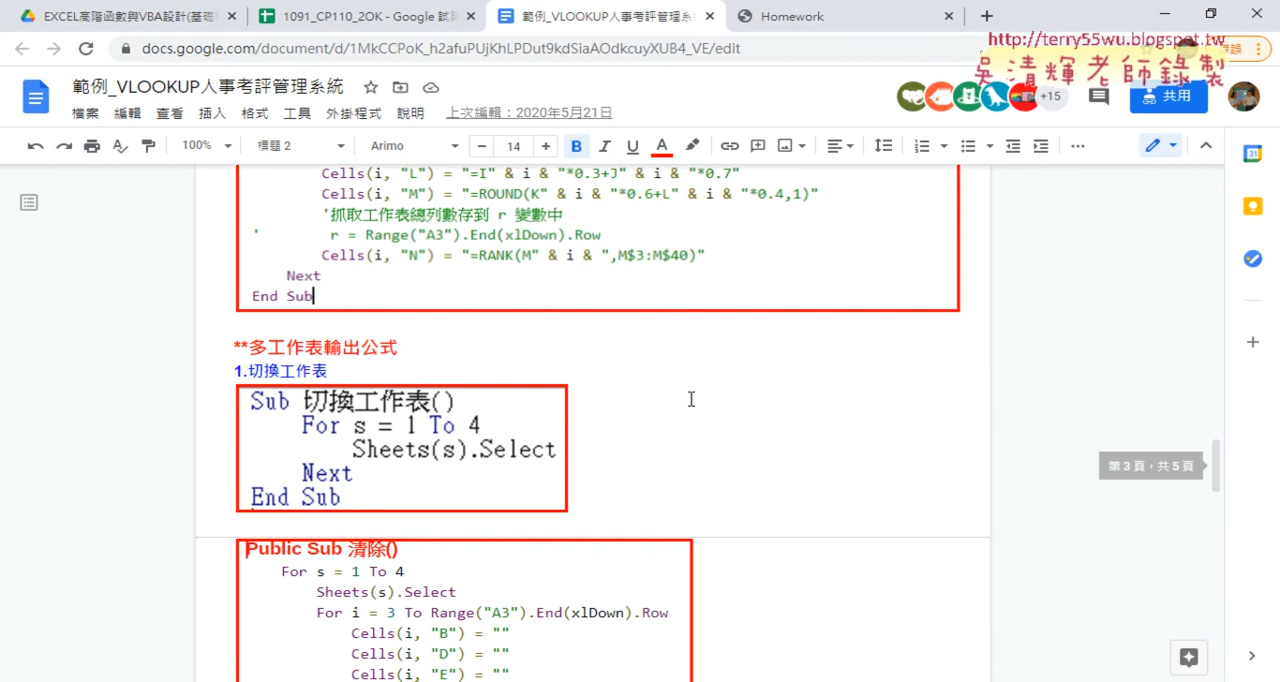 EXCEL高階函數與VBA設計(基礎
1091_CP110_2OK - Google 試算
範例_VLOOKUP人事考評管理系統
Homework
docs.google.com/document/d/1MkCCPoK_h2afuPUjKhLPDut9kdSiaAOdkcuyXUB4_VE/edit
http://terry55wu.blogspot.tw
吳清輝老師錄製
範例_VLOOKUP人事考評管理系統
檔案 編輯 查看 插入 格式 工具 外掛程式 說明 上次編輯：2020年5月21日
+15
共用
100% 標題 2 Arimo 14 B I U A
Cells(i, "L") = "=I" & i & "*0.3+J" & i & "*0.7"
Cells(i, "M") = "=ROUND(K" & i & "*0.6+L" & i & "*0.4,1)"
'抓取工作表總列數存到 r 變數中
' r = Range("A3").End(xlDown).Row
Cells(i, "N") = "=RANK(M" & i & ",M$3:M$40)"
Next
End Sub
**多工作表輸出公式
1.切換工作表
Sub 切換工作表()
For s = 1 To 4
Sheets(s).Select
Next
End Sub
第 3 頁，共 5 頁
Public Sub 清除()
For s = 1 To 4
Sheets(s).Select
For i = 3 To Range("A3").End(xlDown).Row
Cells(i, "B") = ""
Cells(i, "D") = ""
Cells(i, "E") = ""